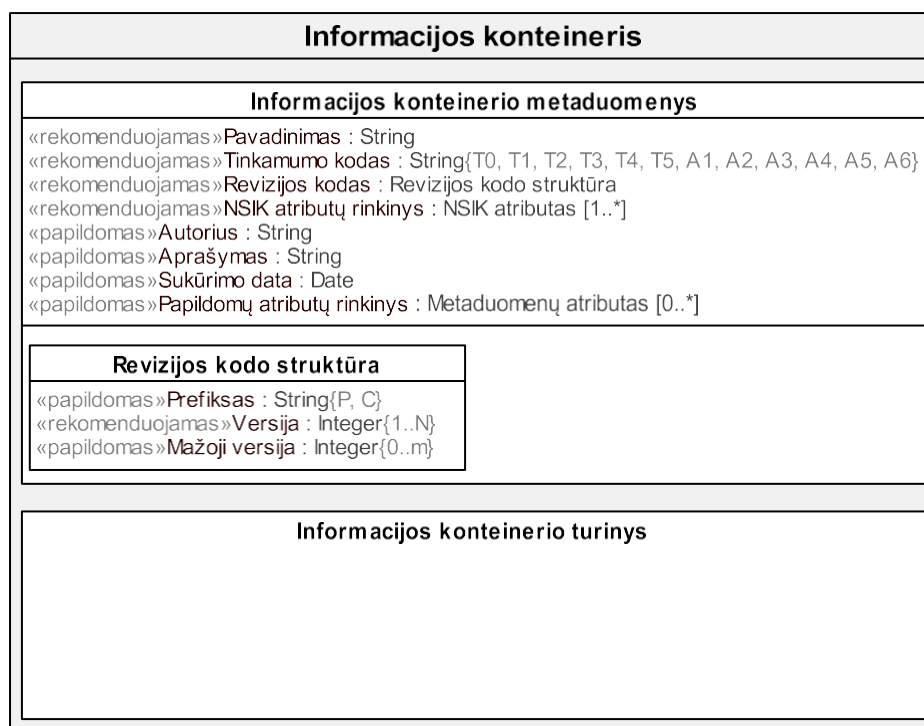 Informacijos konteineris
Informacijos konteinerio metaduomenys
«rekomenduojamas»Pavadinimas : String
«rekomenduojamas»Tinkamumo kodas : String{T0, T1, T2, T3, T4, T5, A1, A2, A3, A4, A5, A6}
«rekomenduojamas»Revizijos kodas : Revizijos kodo struktūra
«rekomenduojamas»NSIK atributų rinkinys : NSIK atributas [1..*]
«papildomas»Autorius : String
«papildomas»Aprašymas : String
«papildomas»Sukūrimo data : Date
«papildomas»Papildomų atributų rinkinys : Metaduomenų atributas [0..*]
Revizijos kodo struktūra
«papildomas»Prefiksas : String{P, C}
«rekomenduojamas»Versija : Integer{1..N}
«papildomas»Mažoji versija : Integer{0..m}
Informacijos konteinerio turinys